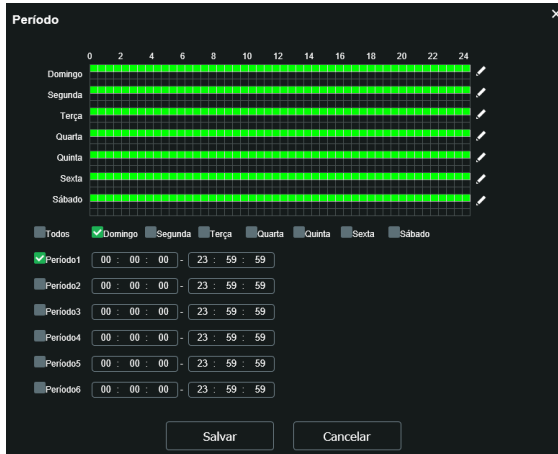 Período
0 2 4 6 8 10 12 14 16 18 20 22 24
Domingo
Segunda
Terça
Quarta
Quinta
Sexta
Sábado
Todos Domingo Segunda Terça Quarta Quinta Sexta Sábado
Período1 00 : 00 : 00 - 23 : 59 : 59
Período2 00 : 00 : 00 - 23 : 59 : 59
Período3 00 : 00 : 00 - 23 : 59 : 59
Período4 00 : 00 : 00 - 23 : 59 : 59
Período5 00 : 00 : 00 - 23 : 59 : 59
Período6 00 : 00 : 00 - 23 : 59 : 59
Salvar Cancelar